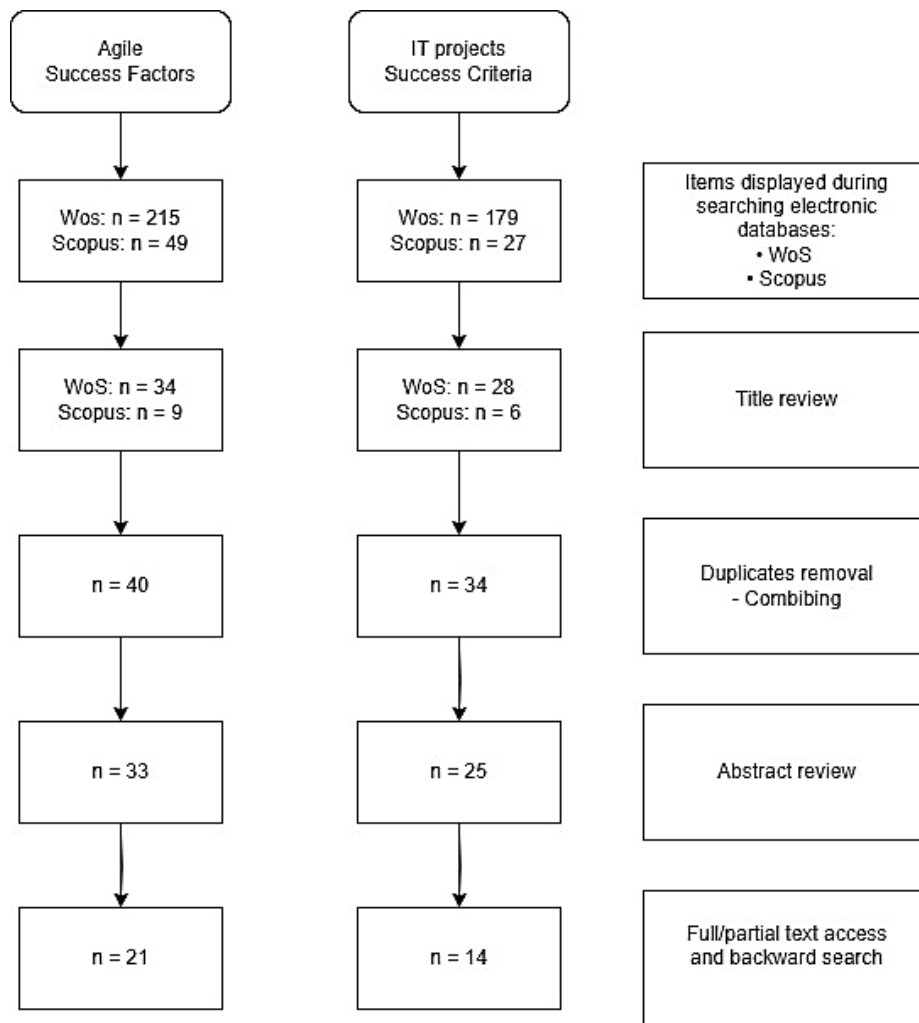 Agile
Success Factors
IT projects
Success Criteria
Wos: n = 215
Scopus: n = 49
Wos: n = 179
Scopus: n = 27
Items displayed during
searching electronic
databases:
• WoS
• Scopus
WoS: n = 34
Scopus: n = 9
WoS: n = 28
Scopus: n = 6
Title review
n = 40
n = 34
Duplicates removal
- Combibing
n = 33
n = 25
Abstract review
n = 21
n = 14
Full/partial text access
and backward search